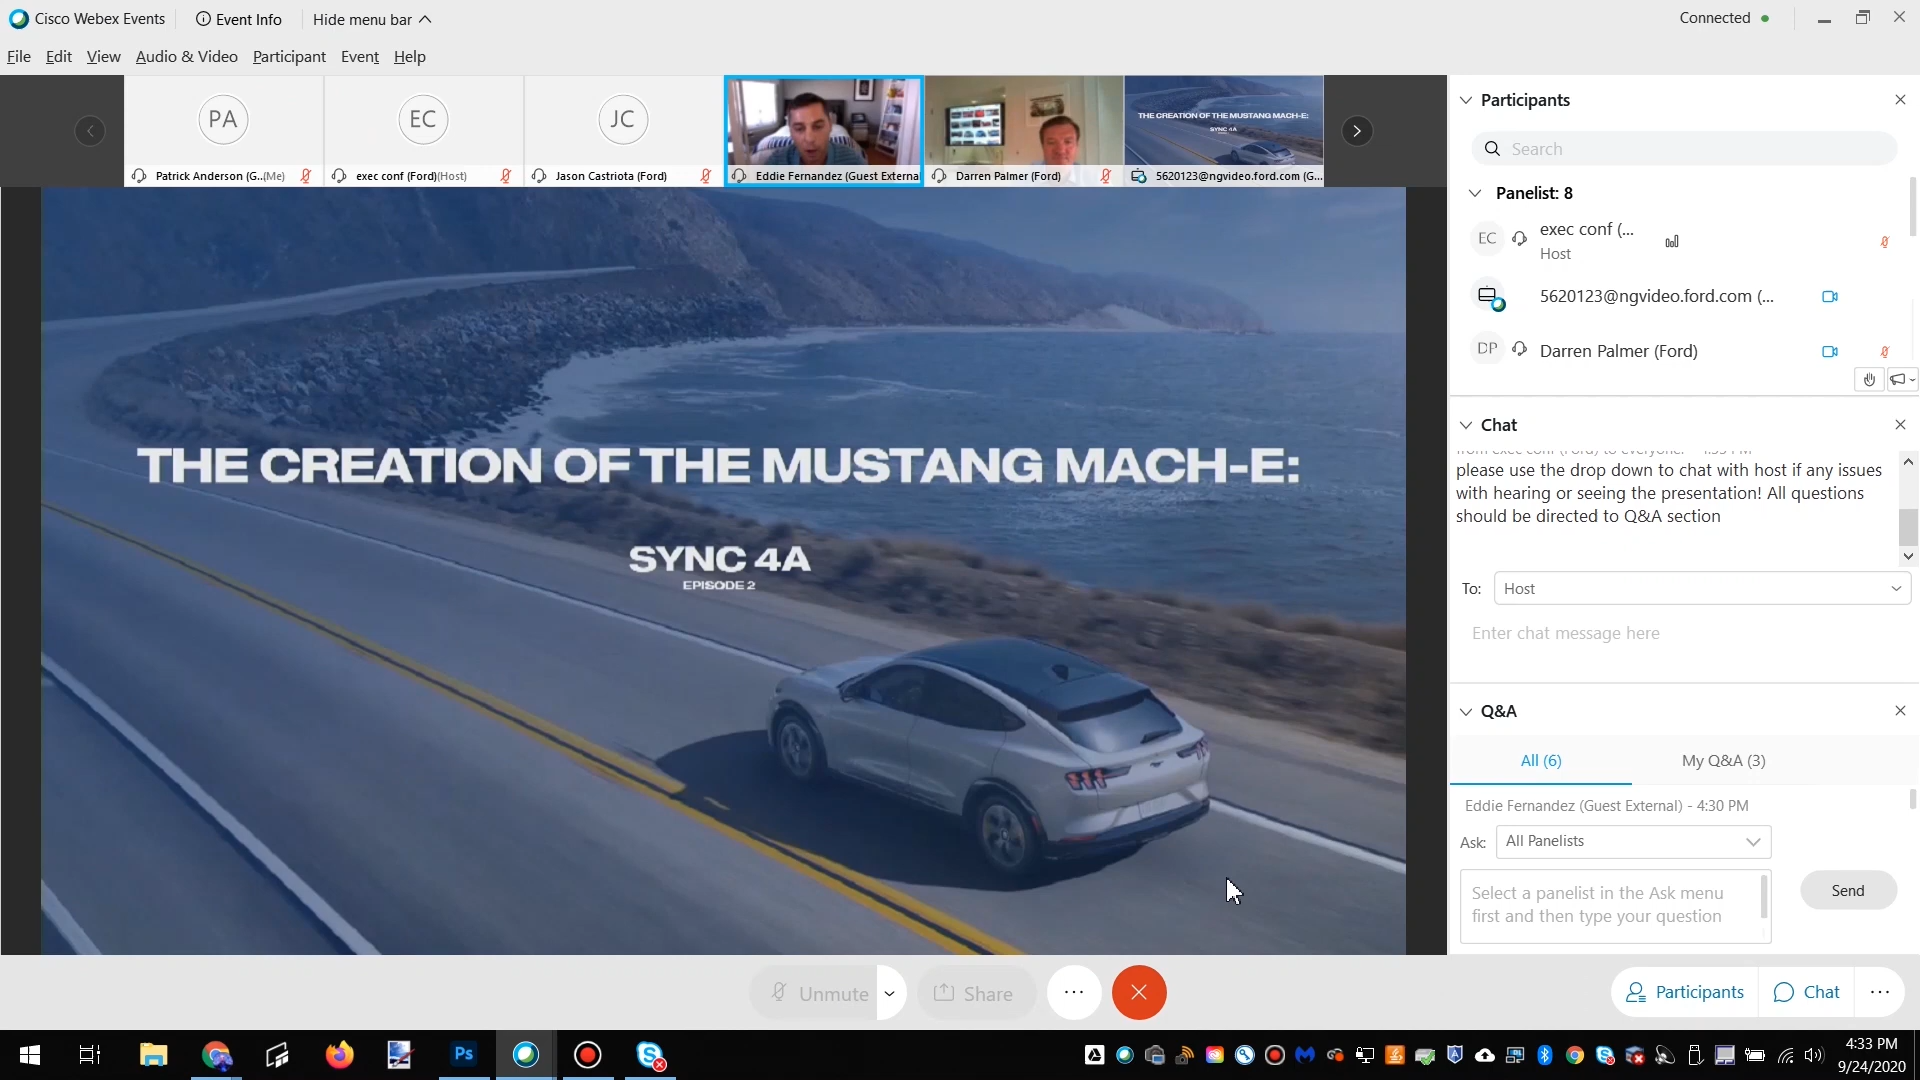 Cisco Webex Events
Event Info
Hide menu bar
Connected
File Edit View Audio & Video Participant Event Help
PA
EC
JC
THE CREATION OF THE MUSTANG MACH-E:
SYNC 4A
Patrick Anderson (G..(Me)
exec conf (Ford)(Host)
Jason Castriota (Ford)
Eddie Fernandez (Guest External
Darren Palmer (Ford)
5620123@ngvideo.ford.com (G...
THE CREATION OF THE MUSTANG MACH-E:
SYNC 4A
EPISODE 2
Participants
Search
Panelist: 8
EC
exec conf (...
Host
5620123@ngvideo.ford.com (...
DP
Darren Palmer (Ford)
Chat
please use the drop down to chat with host if any issues
with hearing or seeing the presentation! All questions
should be directed to Q&A section
To:
Host
Enter chat message here
Q&A
All (6)
My Q&A (3)
Eddie Fernandez (Guest External) - 4:30 PM
Ask:
All Panelists
Select a panelist in the Ask menu
first and then type your question
Send
Unmute
Share
Participants
Chat
Ps
4:33 PM
9/24/2020